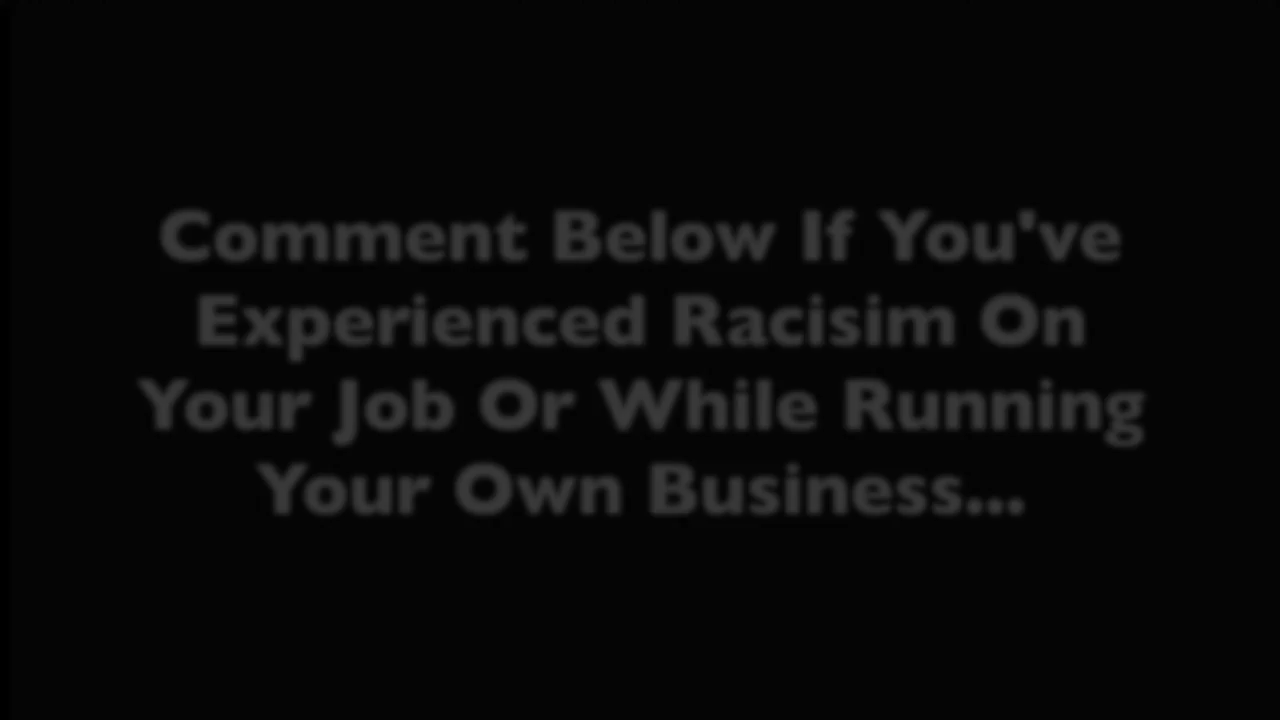 Comment Below If You've
Experienced Racisim On
Your Job Or While Running
Your Own Business...